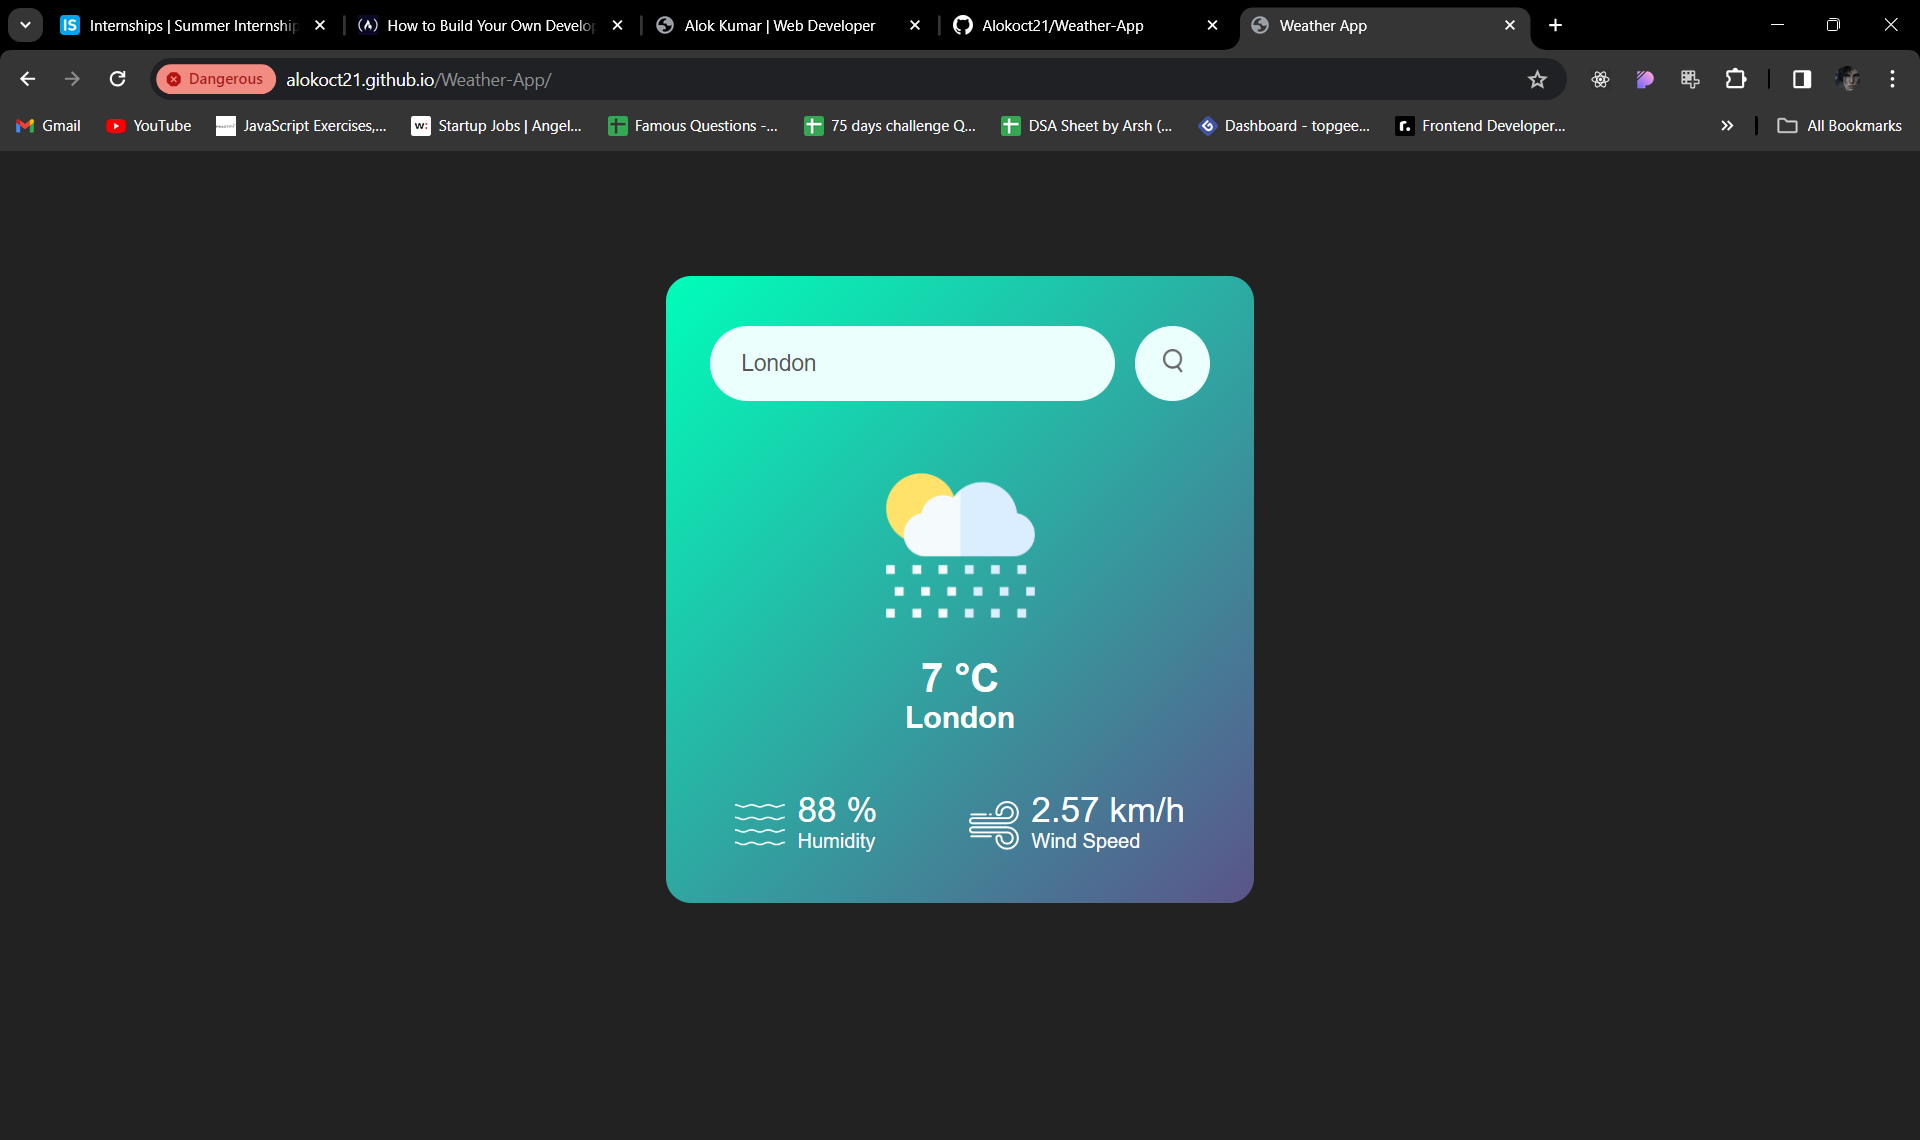 IS Internships | Summer Internship
(A) How to Build Your Own Develop
Alok Kumar | Web Developer
Alokoct21/Weather-App
Weather App
Dangerous alokoct21.github.io/Weather-App/
Gmail
YouTube
JavaScript Exercises,...
w: Startup Jobs | Angel...
Famous Questions -...
75 days challenge Q...
DSA Sheet by Arsh (...
Dashboard - topgee...
r. Frontend Developer...
All Bookmarks
London
7 °C
London
88 %
Humidity
2.57 km/h
Wind Speed